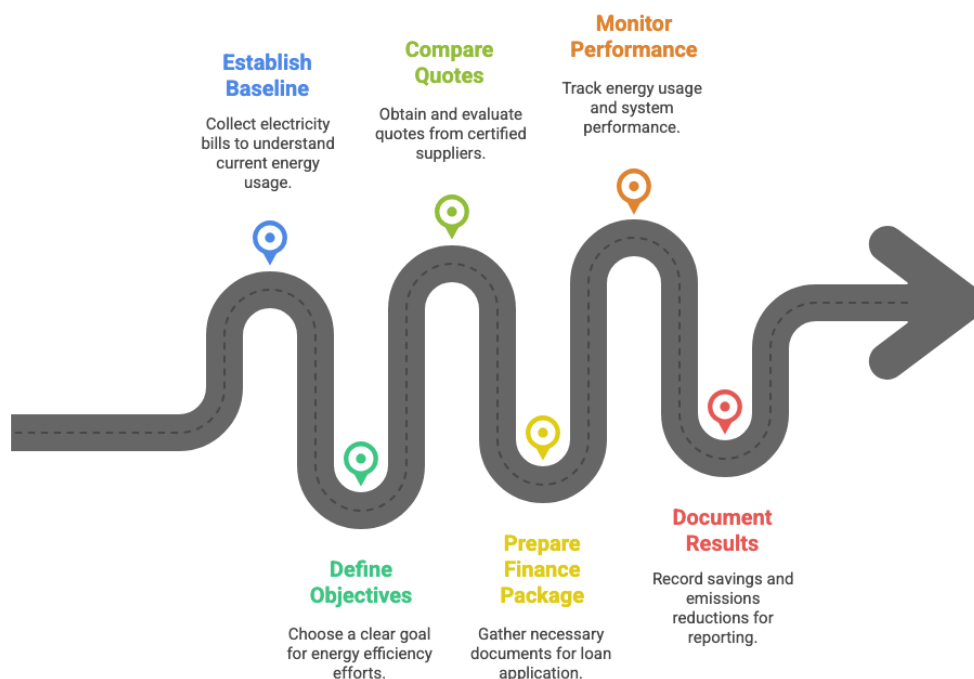 Establish
Baseline
Collect electricity
bills to understand
current energy
usage.
Define
Objectives
Choose a clear goal
for energy efficiency
efforts.
Compare
Quotes
Obtain and evaluate
quotes from certified
suppliers.
Prepare
Finance
Package
Gather necessary
documents for loan
application.
Monitor
Performance
Track energy usage
and system
performance.
Document
Results
Record savings and
emissions
reductions for
reporting.